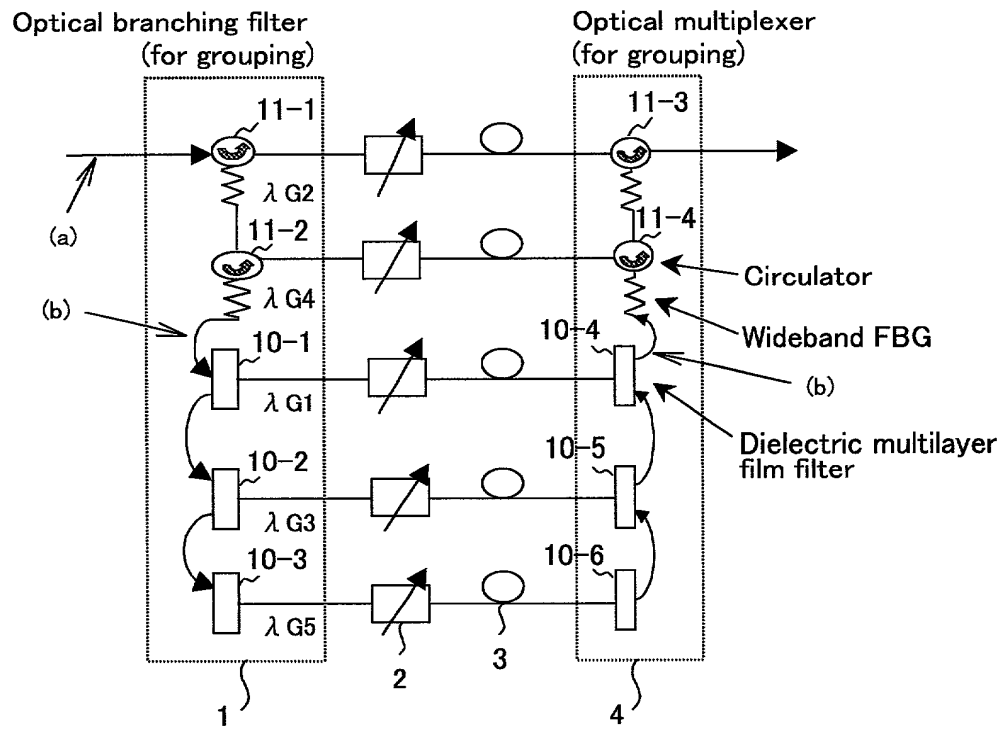 Optical branching filter
(for grouping)
Optical multiplexer
(for grouping)
11-1
11-3
(a)
λ G2
11-2
11-4
Circulator
(b)
λ G4
Wideband FBG
10-1
10-4
(b)
λ G1
Dielectric multilayer
film filter
10-2
10-5
λ G3
10-3
10-6
λ G5
2
3
1
4